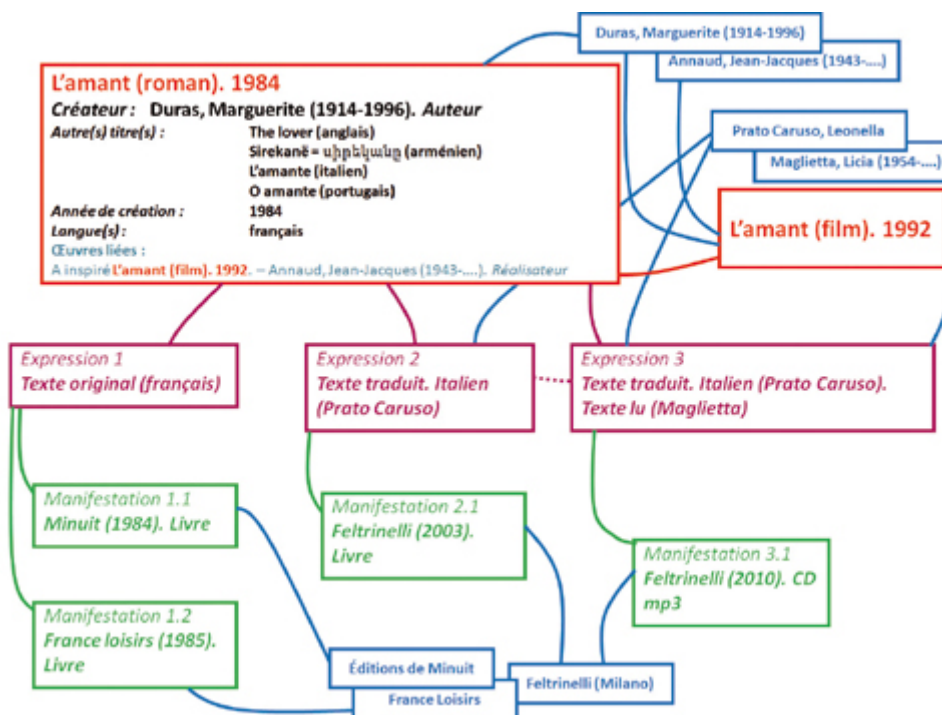 Duras, Marguerite (1914-1996)
Annaud, Jean-Jacques (1943-....)
L'amant (roman). 1984
Créateur : Duras, Marguerite (1914-1996). Auteur
Autre(s) titre(s) : The lover (anglais)
Sirekanë = սիրեկանը (arménien)
L'amante (italien)
O amante (portugais)
Année de création : 1984
Langue(s) : français
Œuvres liées :
A inspiré L'amant (film). 1992. – Annaud, Jean-Jacques (1943-....). Réalisateur
Prato Caruso, Leonella
Maglietta, Licia (1954-....)
L'amant (film). 1992
Expression 1
Texte original (français)
Expression 2
Texte traduit. Italien
(Prato Caruso)
Expression 3
Texte traduit. Italien (Prato Caruso).
Texte lu (Maglietta)
Manifestation 1.1
Minuit (1984). Livre
Manifestation 2.1
Feltrinelli (2003).
Livre
Manifestation 3.1
Feltrinelli (2010). CD
mp3
Manifestation 1.2
France loisirs (1985).
Livre
Éditions de Minuit
France Loisirs
Feltrinelli (Milano)